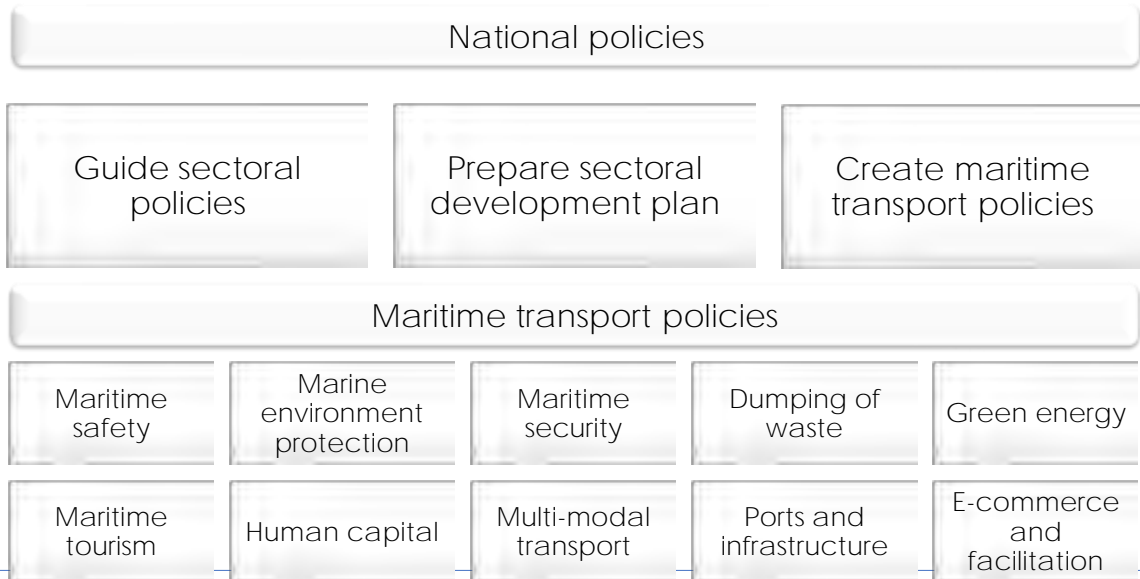 National policies
Guide sectoral
policies
Prepare sectoral
development plan
Create maritime
transport policies
Maritime transport policies
Maritime
safety
Marine
environment
protection
Maritime
security
Dumping of
waste
Green energy
Maritime
tourism
Human capital
Multi-modal
transport
Ports and
infrastructure
E-commerce
and
facilitation